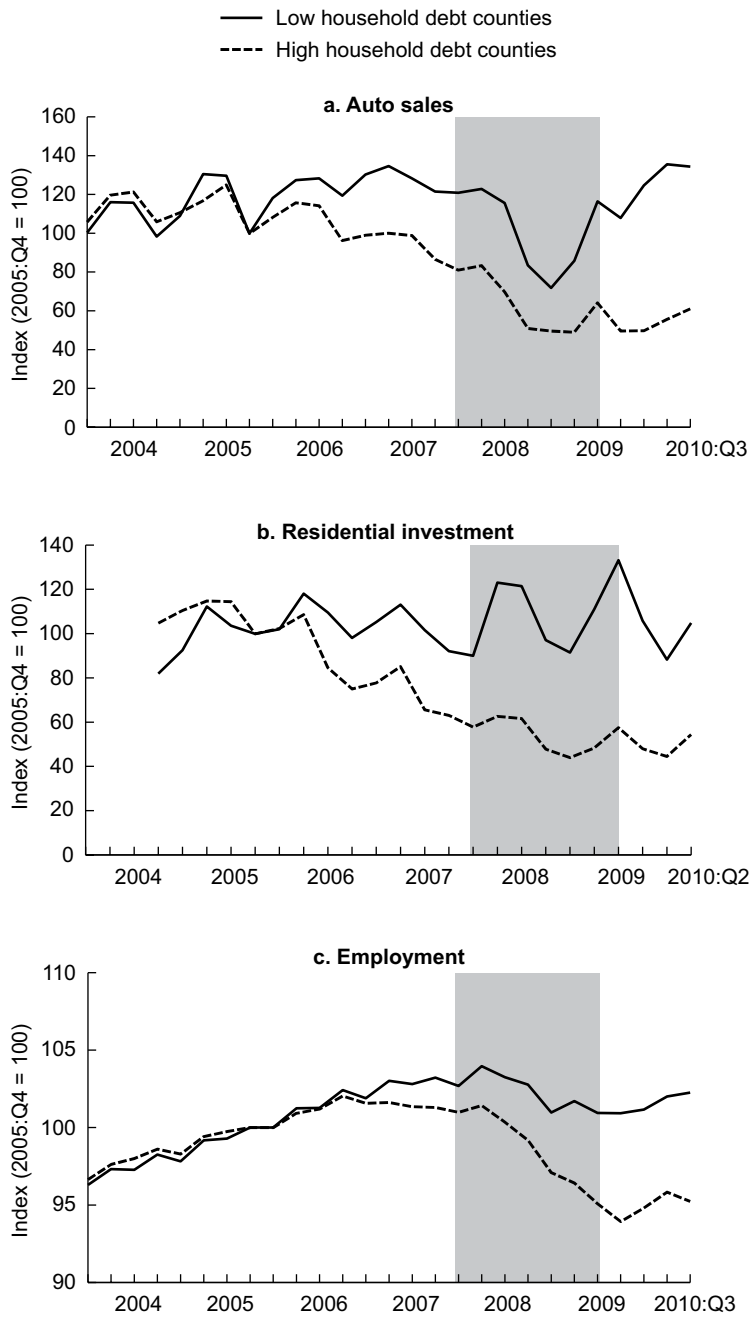 Low household debt counties
High household debt counties
a. Auto sales
Index (2005:Q4 = 100)
160
140
120
100
80
60
40
20
0
2004 2005 2006 2007 2008 2009 2010:Q3
b. Residential investment
Index (2005:Q4 = 100)
140
120
100
80
60
40
20
0
2004 2005 2006 2007 2008 2009 2010:Q2
c. Employment
Index (2005:Q4 = 100)
110
105
100
95
90
2004 2005 2006 2007 2008 2009 2010:Q3